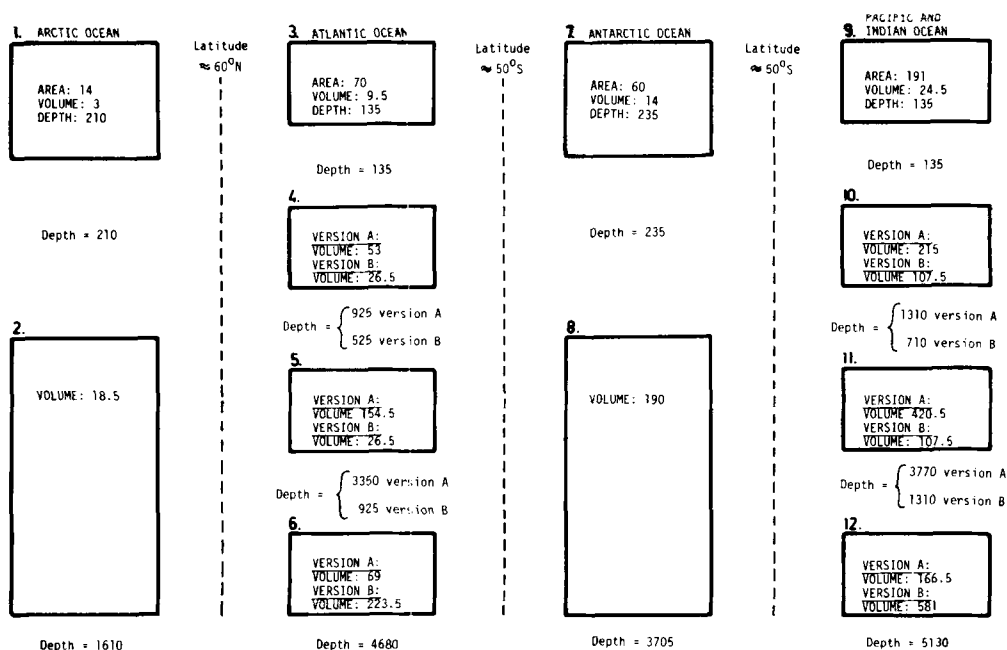 1. ARCTIC OCEAN
AREA: 14
VOLUME: 3
DEPTH: 210
Depth = 210
2.
VOLUME: 18.5
Depth = 1610
Latitude
≈ 60°N
3. ATLANTIC OCEAN
AREA: 70
VOLUME: 9.5
DEPTH: 135
Depth = 135
4.
VERSION A:
VOLUME: 53
VERSION B:
VOLUME: 26.5
Depth = { 925 version A
525 version B
5.
VERSION A:
VOLUME 154.5
VERSION B:
VOLUME: 26.5
Depth = { 3350 version A
925 version B
6.
VERSION A:
VOLUME: 69
VERSION B:
VOLUME: 223.5
Depth = 4680
Latitude
≈ 50°S
7. ANTARCTIC OCEAN
AREA: 60
VOLUME: 14
DEPTH: 235
Depth = 235
8.
VOLUME: 190
Depth = 3705
Latitude
≈ 50°S
9. PACIFIC AND
INDIAN OCEAN
AREA: 191
VOLUME: 24.5
DEPTH: 135
Depth = 135
10.
VERSION A:
VOLUME: 215
VERSION B:
VOLUME 107.5
Depth = { 1310 version A
710 version B
11.
VERSION A:
VOLUME 420.5
VERSION B:
VOLUME: 107.5
Depth = { 3770 version A
1310 version B
12.
VERSION A:
VOLUME: 166.5
VERSION B:
VOLUME: 581
Depth = 5130